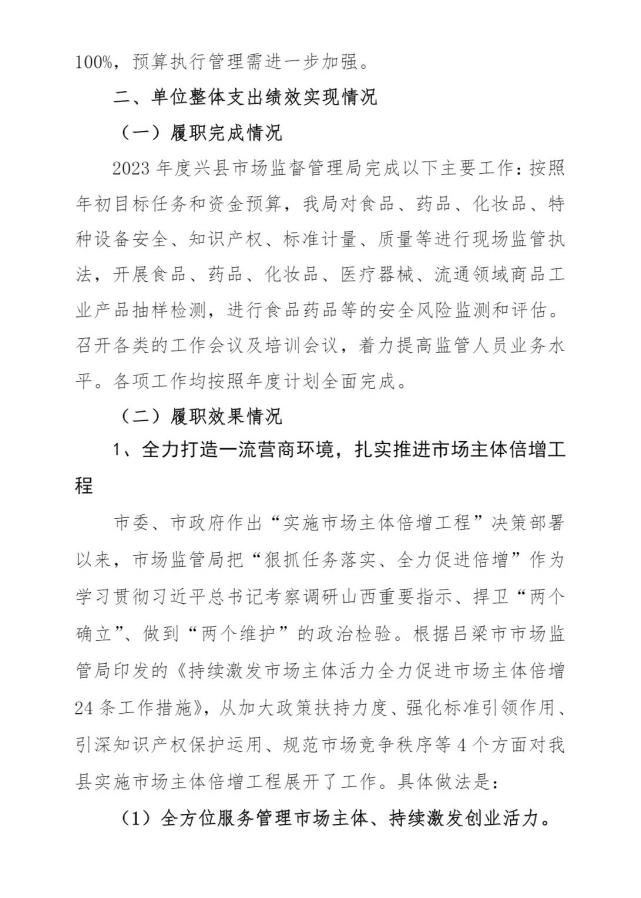 100%，预算执行管理需进一步加强。
二、单位整体支出绩效实现情况
（一）履职完成情况
2023 年度兴县市场监督管理局完成以下主要工作：按照
年初目标任务和资金预算，我局对食品、药品、化妆品、特
种设备安全、知识产权、标准计量、质量等进行现场监管执
法，开展食品、药品、化妆品、医疗器械、流通领域商品工
业产品抽样检测，进行食品药品等的安全风险监测和评估。
召开各类的工作会议及培训会议，着力提高监管人员业务水
平。各项工作均按照年度计划全面完成。
（二）履职效果情况
1、全力打造一流营商环境，扎实推进市场主体倍增工
程
市委、市政府作出“实施市场主体倍增工程”决策部署
以来，市场监管局把“狠抓任务落实、全力促进倍增”作为
学习贯彻习近平总书记考察调研山西重要指示、捍卫“两个
确立”、做到“两个维护”的政治检验。根据吕梁市市场监
管局印发的《持续激发市场主体活力全力促进市场主体倍增
24 条工作措施》，从加大政策扶持力度、强化标准引领作用、
引深知识产权保护运用、规范市场竞争秩序等 4 个方面对我
县实施市场主体倍增工程展开了工作。具体做法是：
（1）全方位服务管理市场主体、持续激发创业活力。